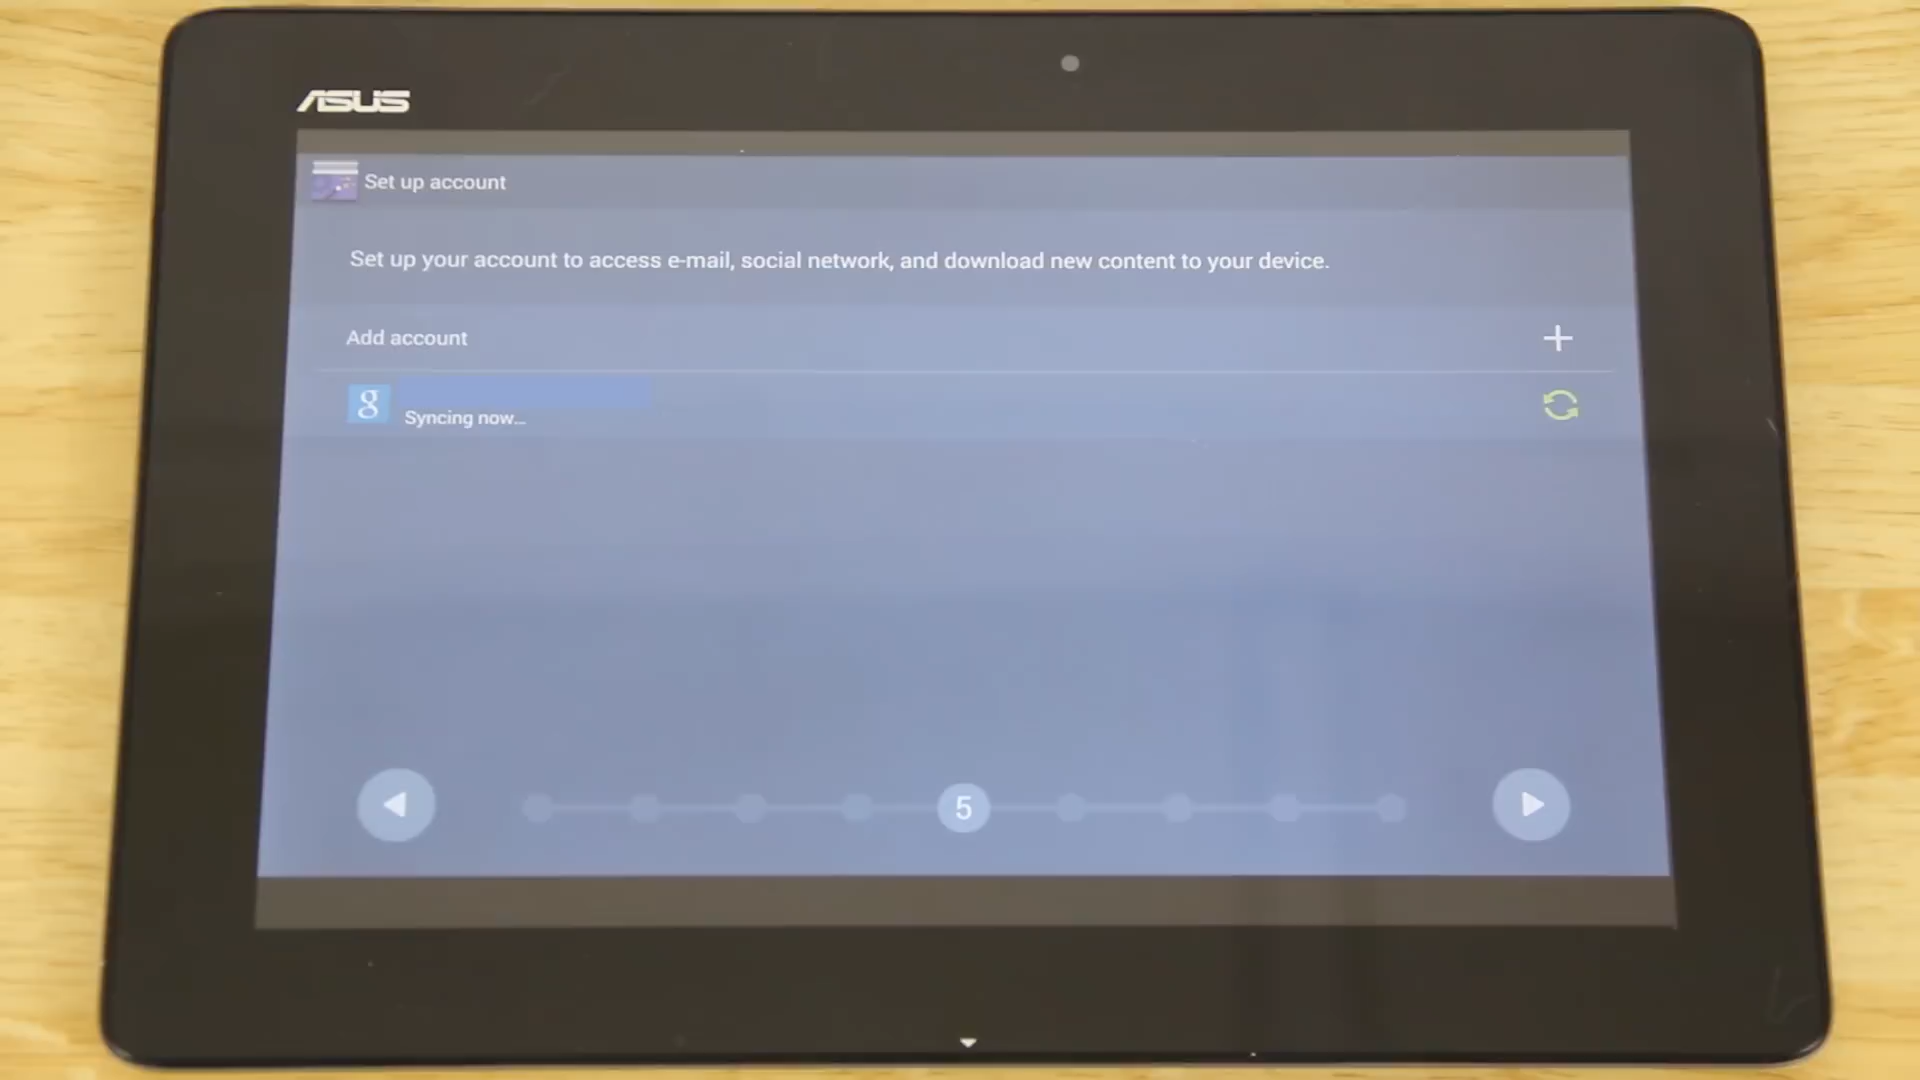 ASUS
Set up account
Set up your account to access e-mail, social network, and download new content to your device.
Add account
g
Syncing now...
5